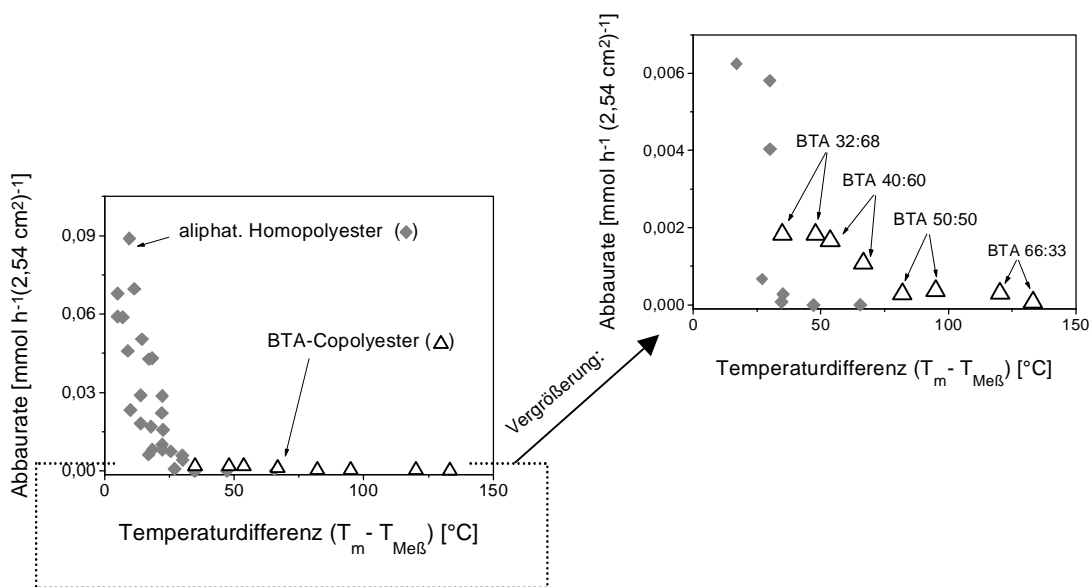 Abbaurate [mmol h-1(2,54 cm2)-1]
0,09
0,06
0,03
0,00
aliphat. Homopolyester (◆)
BTA-Copolyester (△)
0
50
100
150
Temperaturdifferenz (Tm- TMeß) [°C]
Vergrößerung:
Abbaurate [mmol h-1 (2,54 cm2)-1]
0,006
0,004
0,002
0,000
BTA 32:68
BTA 40:60
BTA 50:50
BTA 66:33
0
50
100
150
Temperaturdifferenz (Tm- TMeß) [°C]